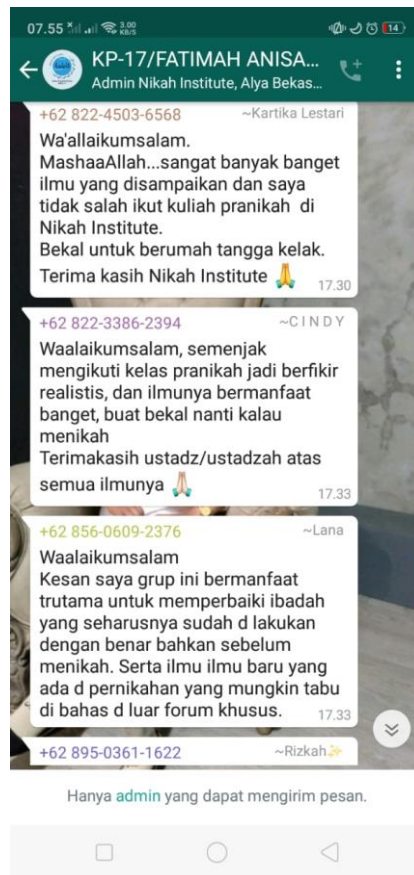 07.55 3.00 KB/S 14
KP-17/FATIMAH ANISA...
Admin Nikah Institute, Alya Bekas...
+62 822-4503-6568 ~Kartika Lestari
Wa'allaikumsalam.
MashaaAllah...sangat banyak banget
ilmu yang disampaikan dan saya
tidak salah ikut kuliah pranikah di
Nikah Institute.
Bekal untuk berumah tangga kelak.
Terima kasih Nikah Institute 🙏 17.30
+62 822-3386-2394 ~C I N D Y
Waalaikumsalam, semenjak
mengikuti kelas pranikah jadi berfikir
realistis, dan ilmunya bermanfaat
banget, buat bekal nanti kalau
menikah
Terimakasih ustadz/ustadzah atas
semua ilmunya 🙏 17.33
+62 856-0609-2376 ~Lana
Waalaikumsalam
Kesan saya grup ini bermanfaat
trutama untuk memperbaiki ibadah
yang seharusnya sudah d lakukan
dengan benar bahkan sebelum
menikah. Serta ilmu ilmu baru yang
ada d pernikahan yang mungkin tabu
di bahas d luar forum khusus. 17.33
+62 895-0361-1622 ~Rizkah✨
Hanya admin yang dapat mengirim pesan.